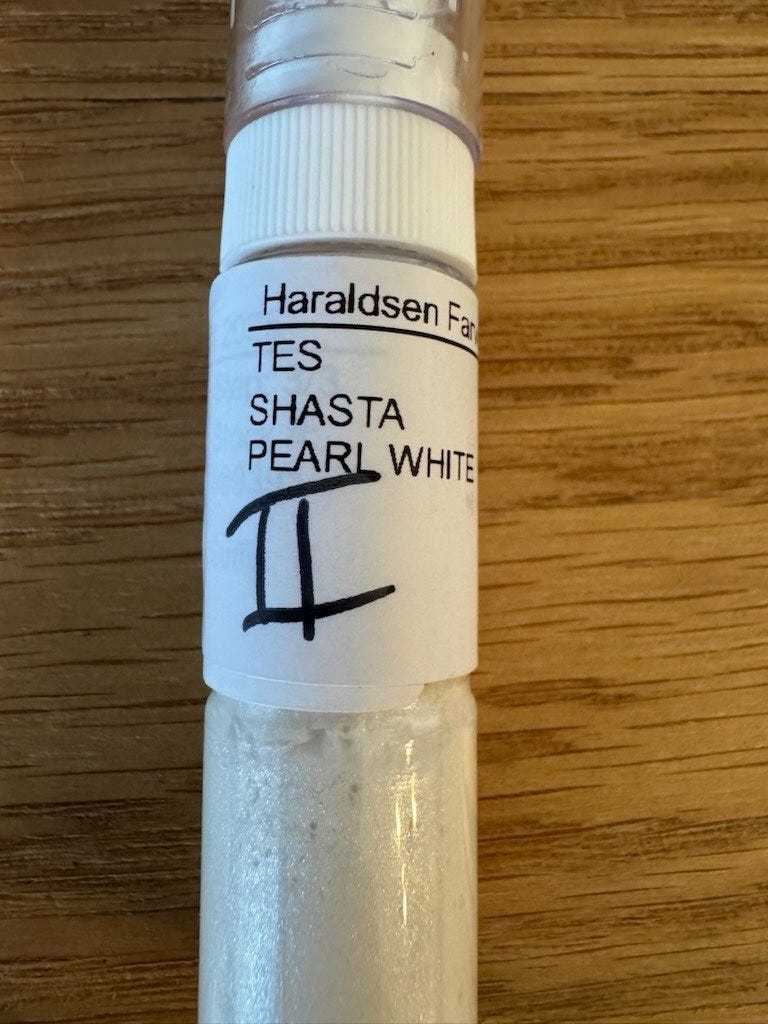 Haraldsen
TES
SHASTA
PEARL WHITE
II